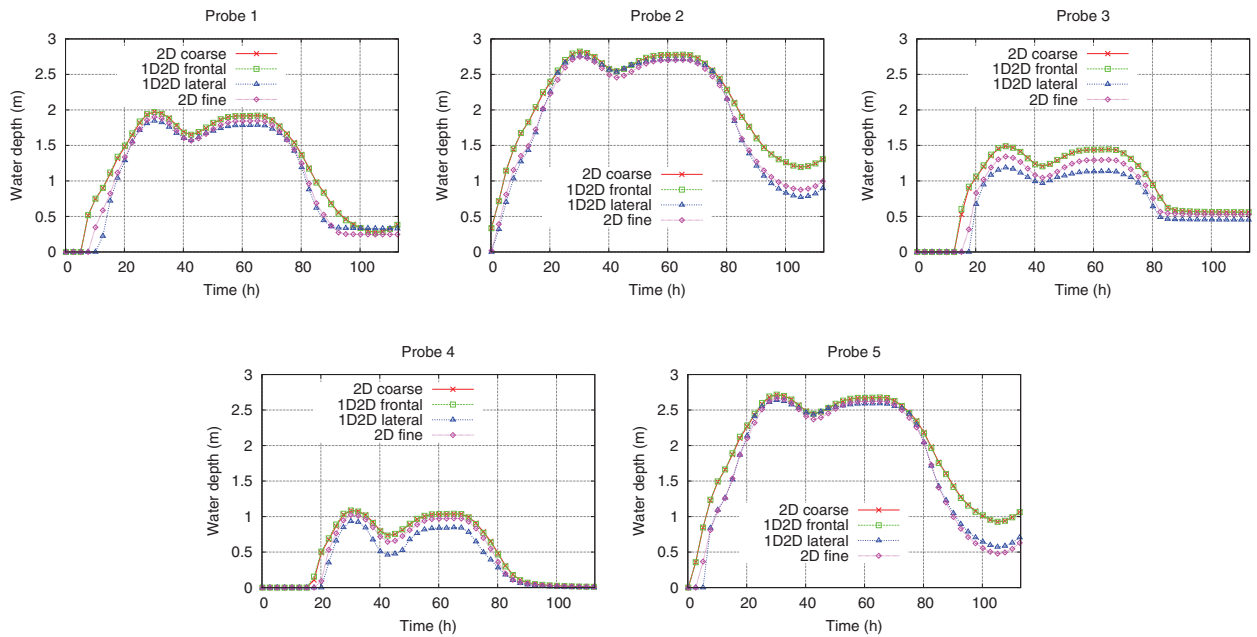 Probe 1
Water depth (m)
3
2.5
2
1.5
1
0.5
0
2D coarse
1D2D frontal
1D2D lateral
2D fine
0 20 40 60 80 100
Time (h)
Probe 2
Water depth (m)
3
2.5
2
1.5
1
0.5
0
2D coarse
1D2D frontal
1D2D lateral
2D fine
0 20 40 60 80 100
Time (h)
Probe 3
Water depth (m)
3
2.5
2
1.5
1
0.5
0
2D coarse
1D2D frontal
1D2D lateral
2D fine
0 20 40 60 80 100
Time (h)
Probe 4
Water depth (m)
3
2.5
2
1.5
1
0.5
0
2D coarse
1D2D frontal
1D2D lateral
2D fine
0 20 40 60 80 100
Time (h)
Probe 5
Water depth (m)
3
2.5
2
1.5
1
0.5
0
2D coarse
1D2D frontal
1D2D lateral
2D fine
0 20 40 60 80 100
Time (h)